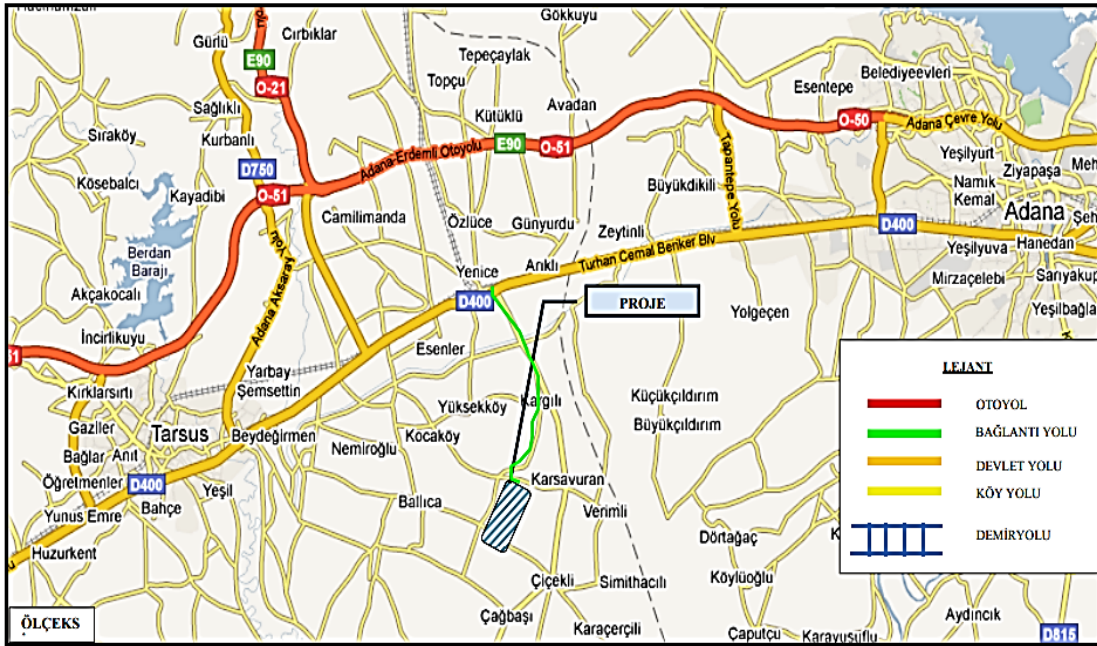 Gökkuyu
Gürlü
Cırbıklar
E90
Tepeçaylak
O-21
Topçu
Belediyeevleri
Esentepe
Sağlıklı
Kütüklü
Avadan
Sıraköy
Kurbanlı
E90
O-51
O-50
Adana Çevre Yolu
Adana-Erdemli Otoyolu
Yeşilyurt
Ziyapaşa
D750
Kösebalcı
Kayadibi
O-51
Büyükdikili
Tapantepe Yolu
Namık
Kemal
Adana
Camilimanda
Özlüce
Günyurdu
Zeytinli
D400
Yeşilyuva
Hanedan
Berdan
Barajı
Adana Aksaray Yolu
Yenice
Arıklı
Turhan Cemal Beriker Blv
Mirzaçelebi
Sarıyakup
Akçakocalı
D400
PROJE
Yolgeçen
Yeşilbağla
İncirlikuyu
Esenler
Yarbay
Şemsettin
LEJANT
Kırklarsırtı
Yüksekköy
Kargılı
Küçükçıldırım
OTOYOL
Gaziler
Tarsus
Beydeğirmen
Kocaköy
Büyükçıldırım
BAĞLANTI YOLU
Bağlar
Anıt
Nemiroğlu
DEVLET YOLU
Öğretmenler
D400
Yeşil
Ballıca
Karsavuran
KÖY YOLU
Yunus Emre
Bahçe
Verimli
Dörtağaç
DEMİRYOLU
Huzurkent
Çiçekli
Simithacılı
Köylüoğlu
ÖLÇEKS
Çağbaşı
Karaçerçili
Çaputçu
Karayusüflu
Aydıncık
D815